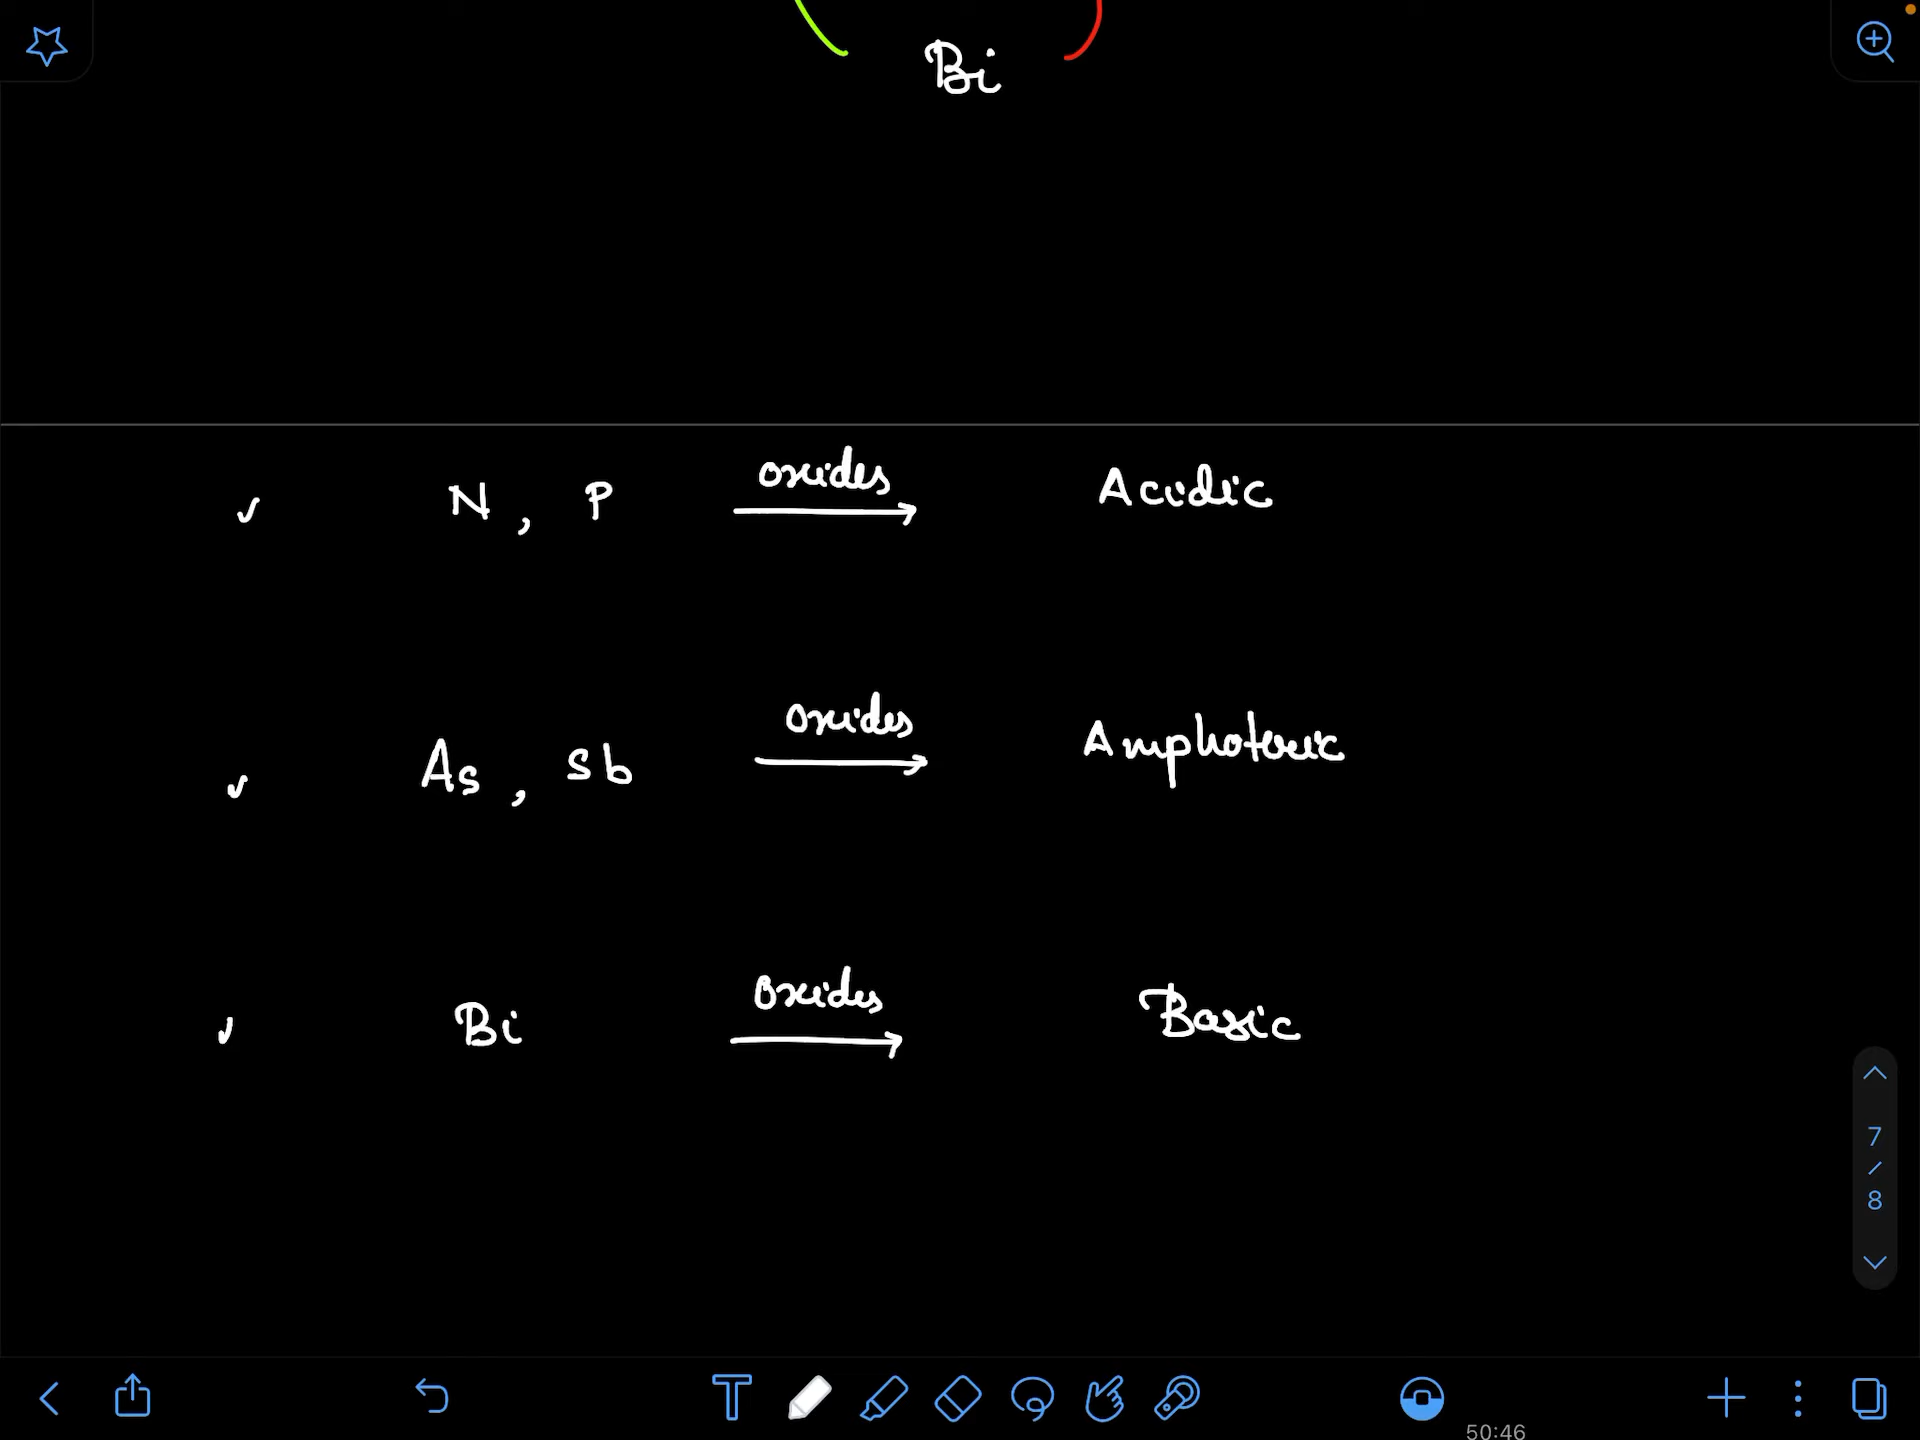 Bi
✓ N, P oxides → Acidic
✓ As, Sb oxides → Amphoteric
✓ Bi oxides → Basic
7
/
8
T
50:46